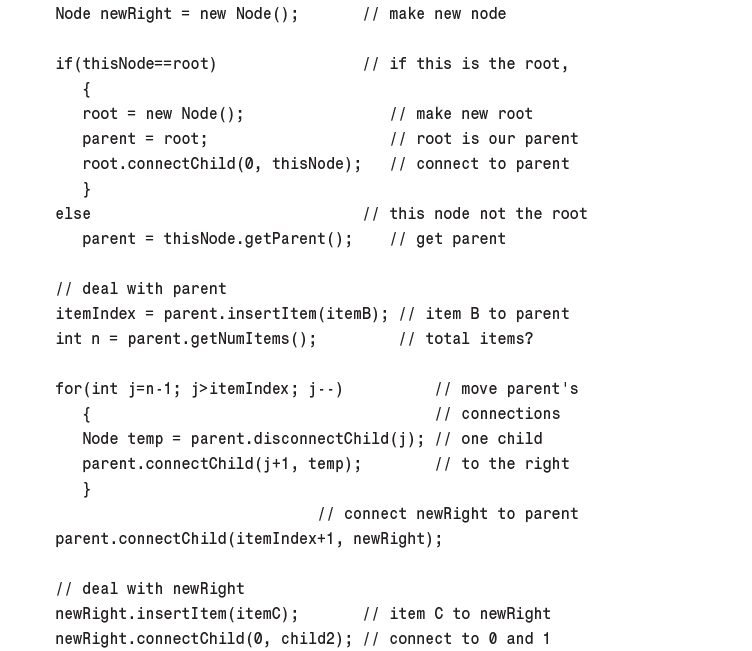 Node newRight = new Node();       // make new node
if(thisNode==root)                // if this is the root,
   {
   root = new Node();                // make new root
   parent = root;                    // root is our parent
   root.connectChild(0, thisNode);   // connect to parent
   }
else                              // this node not the root
   parent = thisNode.getParent();    // get parent
// deal with parent
itemIndex = parent.insertItem(itemB); // item B to parent
int n = parent.getNumItems();         // total items?
for(int j=n-1; j>itemIndex; j--)          // move parent's
   {                                      // connections
   Node temp = parent.disconnectChild(j); // one child
   parent.connectChild(j+1, temp);        // to the right
   }
                             // connect newRight to parent
parent.connectChild(itemIndex+1, newRight);
// deal with newRight
newRight.insertItem(itemC);       // item C to newRight
newRight.connectChild(0, child2); // connect to 0 and 1